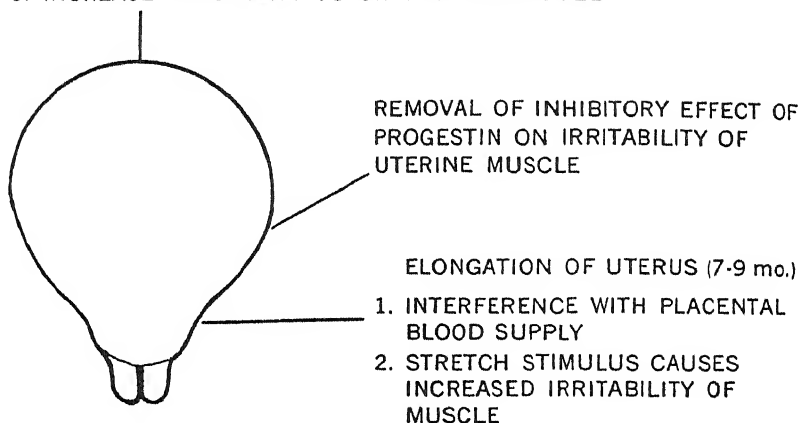 REMOVAL OF INHIBITORY EFFECT OF
PROGESTIN ON IRRITABILITY OF
UTERINE MUSCLE
ELONGATION OF UTERUS (7-9 mo.)
1. INTERFERENCE WITH PLACENTAL
BLOOD SUPPLY
2. STRETCH STIMULUS CAUSES
INCREASED IRRITABILITY OF
MUSCLE